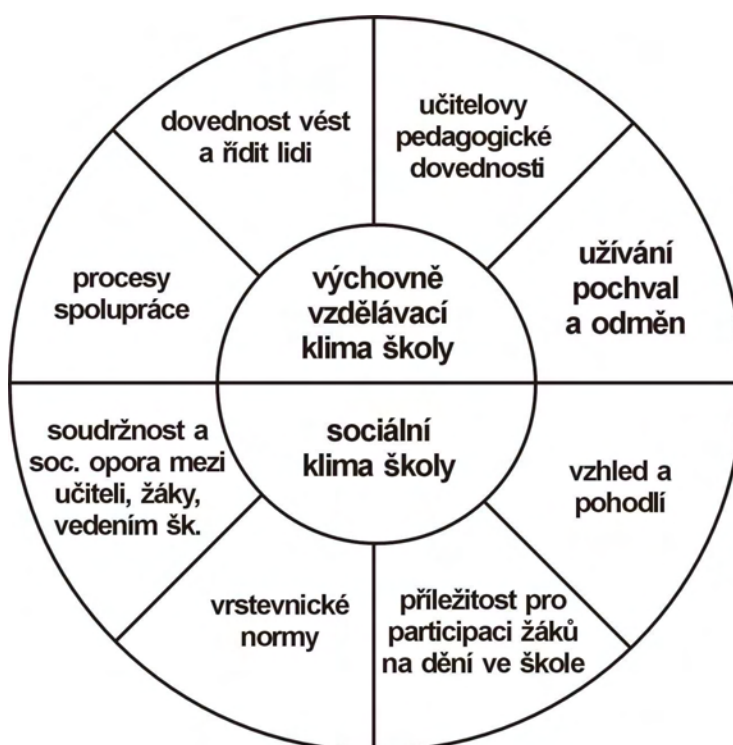 dovednost vést
a řídit lidi
učitelovy
pedagogické
dovednosti
procesy
spolupráce
výchovně
vzdělávací
klima školy
užívání
pochval
a odměn
soudržnost a
soc. opora mezi
učiteli, žáky,
vedením šk.
sociální
klima školy
vzhled a
pohodlí
vrstevnické
normy
příležitost pro
participaci žáků
na dění ve škole